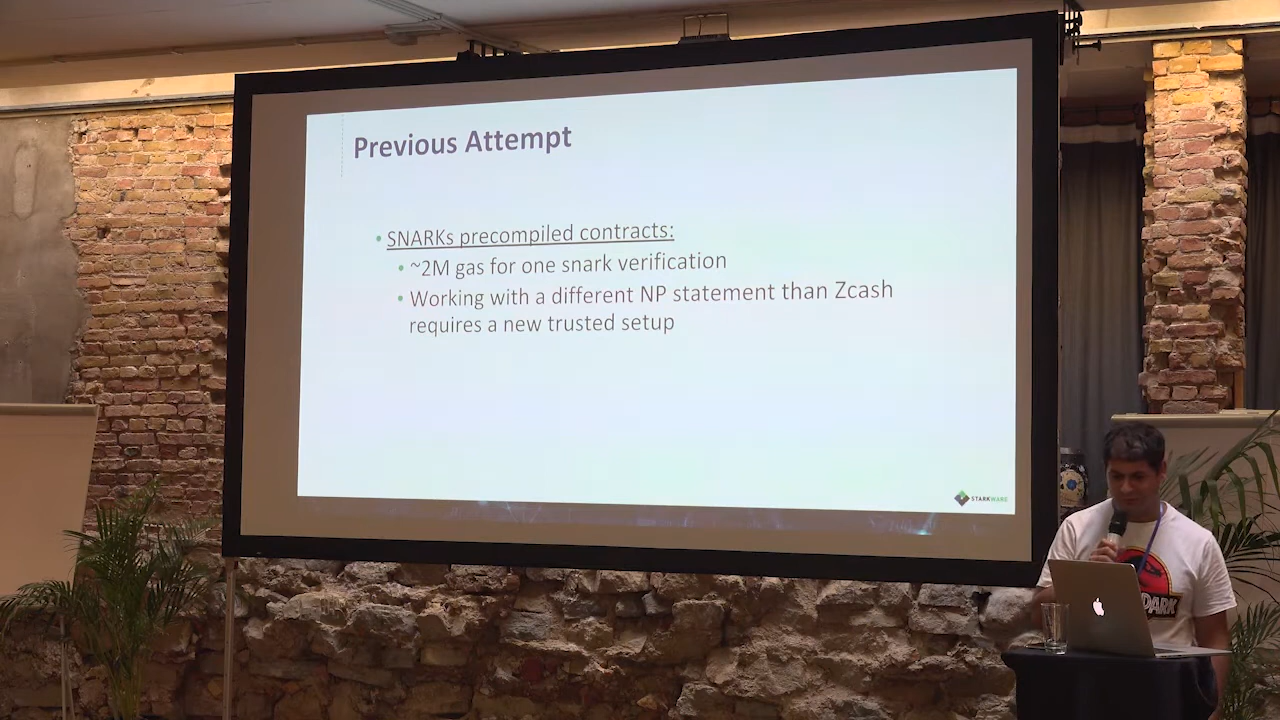 Previous Attempt
• SNARKs precompiled contracts:
• ~2M gas for one snark verification
• Working with a different NP statement than Zcash
requires a new trusted setup
STARKWARE